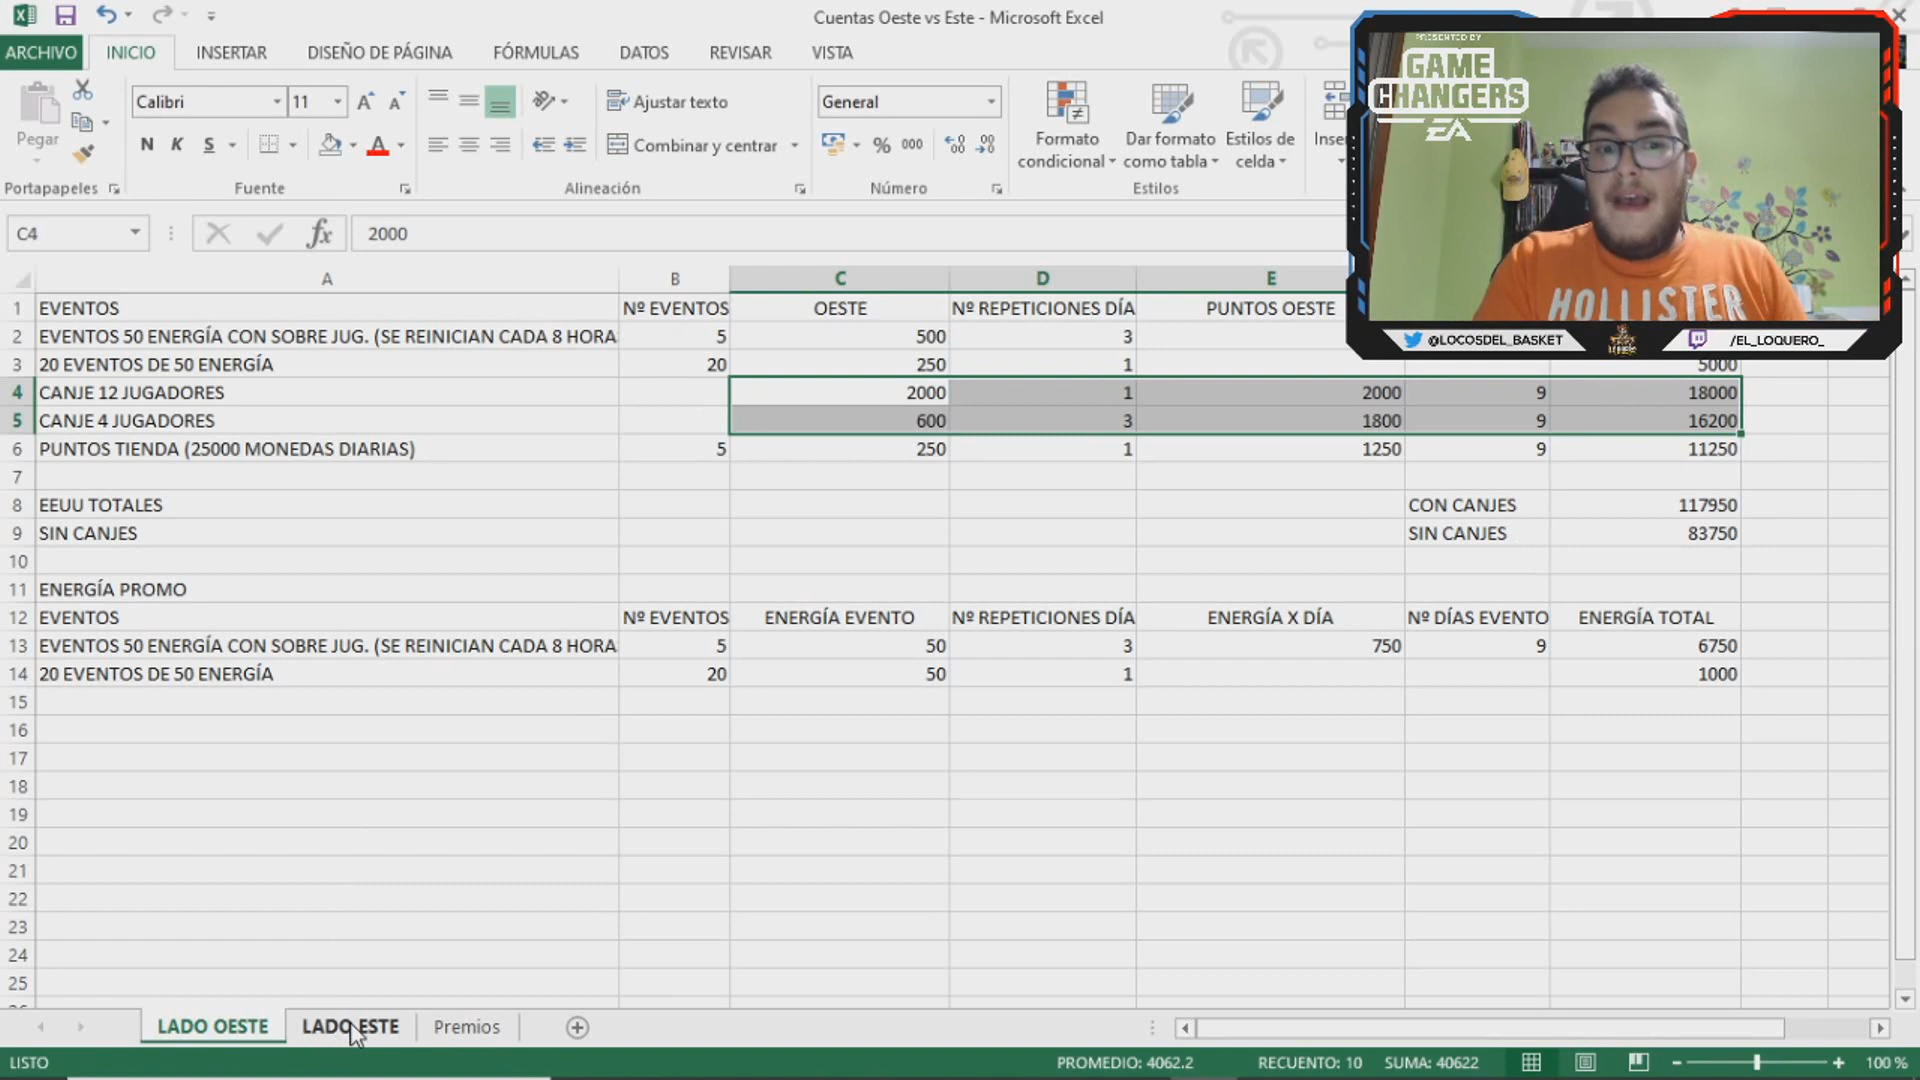 Cuentas Oeste vs Este - Microsoft Excel
ARCHIVO INICIO INSERTAR DISEÑO DE PÁGINA FÓRMULAS DATOS REVISAR VISTA
Pegar
Calibri 11
N K S
Ajustar texto
Combinar y centrar
General
% 000
Formato condicional
Dar formato como tabla
Estilos de celda
Portapapeles Fuente Alineación Número Estilos
PRESENTED BY
GAME
CHANGERS
EA
HOLLISTER
@LOCOSDEL_BASKET
/EL_LOQUERO_
C4 fx 2000
A B C D E
1 EVENTOS Nº EVENTOS OESTE Nº REPETICIONES DÍA PUNTOS OESTE
2 EVENTOS 50 ENERGÍA CON SOBRE JUG. (SE REINICIAN CADA 8 HORA 5 500 3
3 20 EVENTOS DE 50 ENERGÍA 20 250 1 5000
4 CANJE 12 JUGADORES 2000 1 2000 9 18000
5 CANJE 4 JUGADORES 600 3 1800 9 16200
6 PUNTOS TIENDA (25000 MONEDAS DIARIAS) 5 250 1 1250 9 11250
7
8 EEUU TOTALES CON CANJES 117950
9 SIN CANJES SIN CANJES 83750
10
11 ENERGÍA PROMO
12 EVENTOS Nº EVENTOS ENERGÍA EVENTO Nº REPETICIONES DÍA ENERGÍA X DÍA Nº DÍAS EVENTO ENERGÍA TOTAL
13 EVENTOS 50 ENERGÍA CON SOBRE JUG. (SE REINICIAN CADA 8 HORA 5 50 3 750 9 6750
14 20 EVENTOS DE 50 ENERGÍA 20 50 1 1000
15
16
17
18
19
20
21
22
23
24
25
LADO OESTE LADO ESTE Premios
LISTO PROMEDIO: 4062.2 RECUENTO: 10 SUMA: 40622 100 %